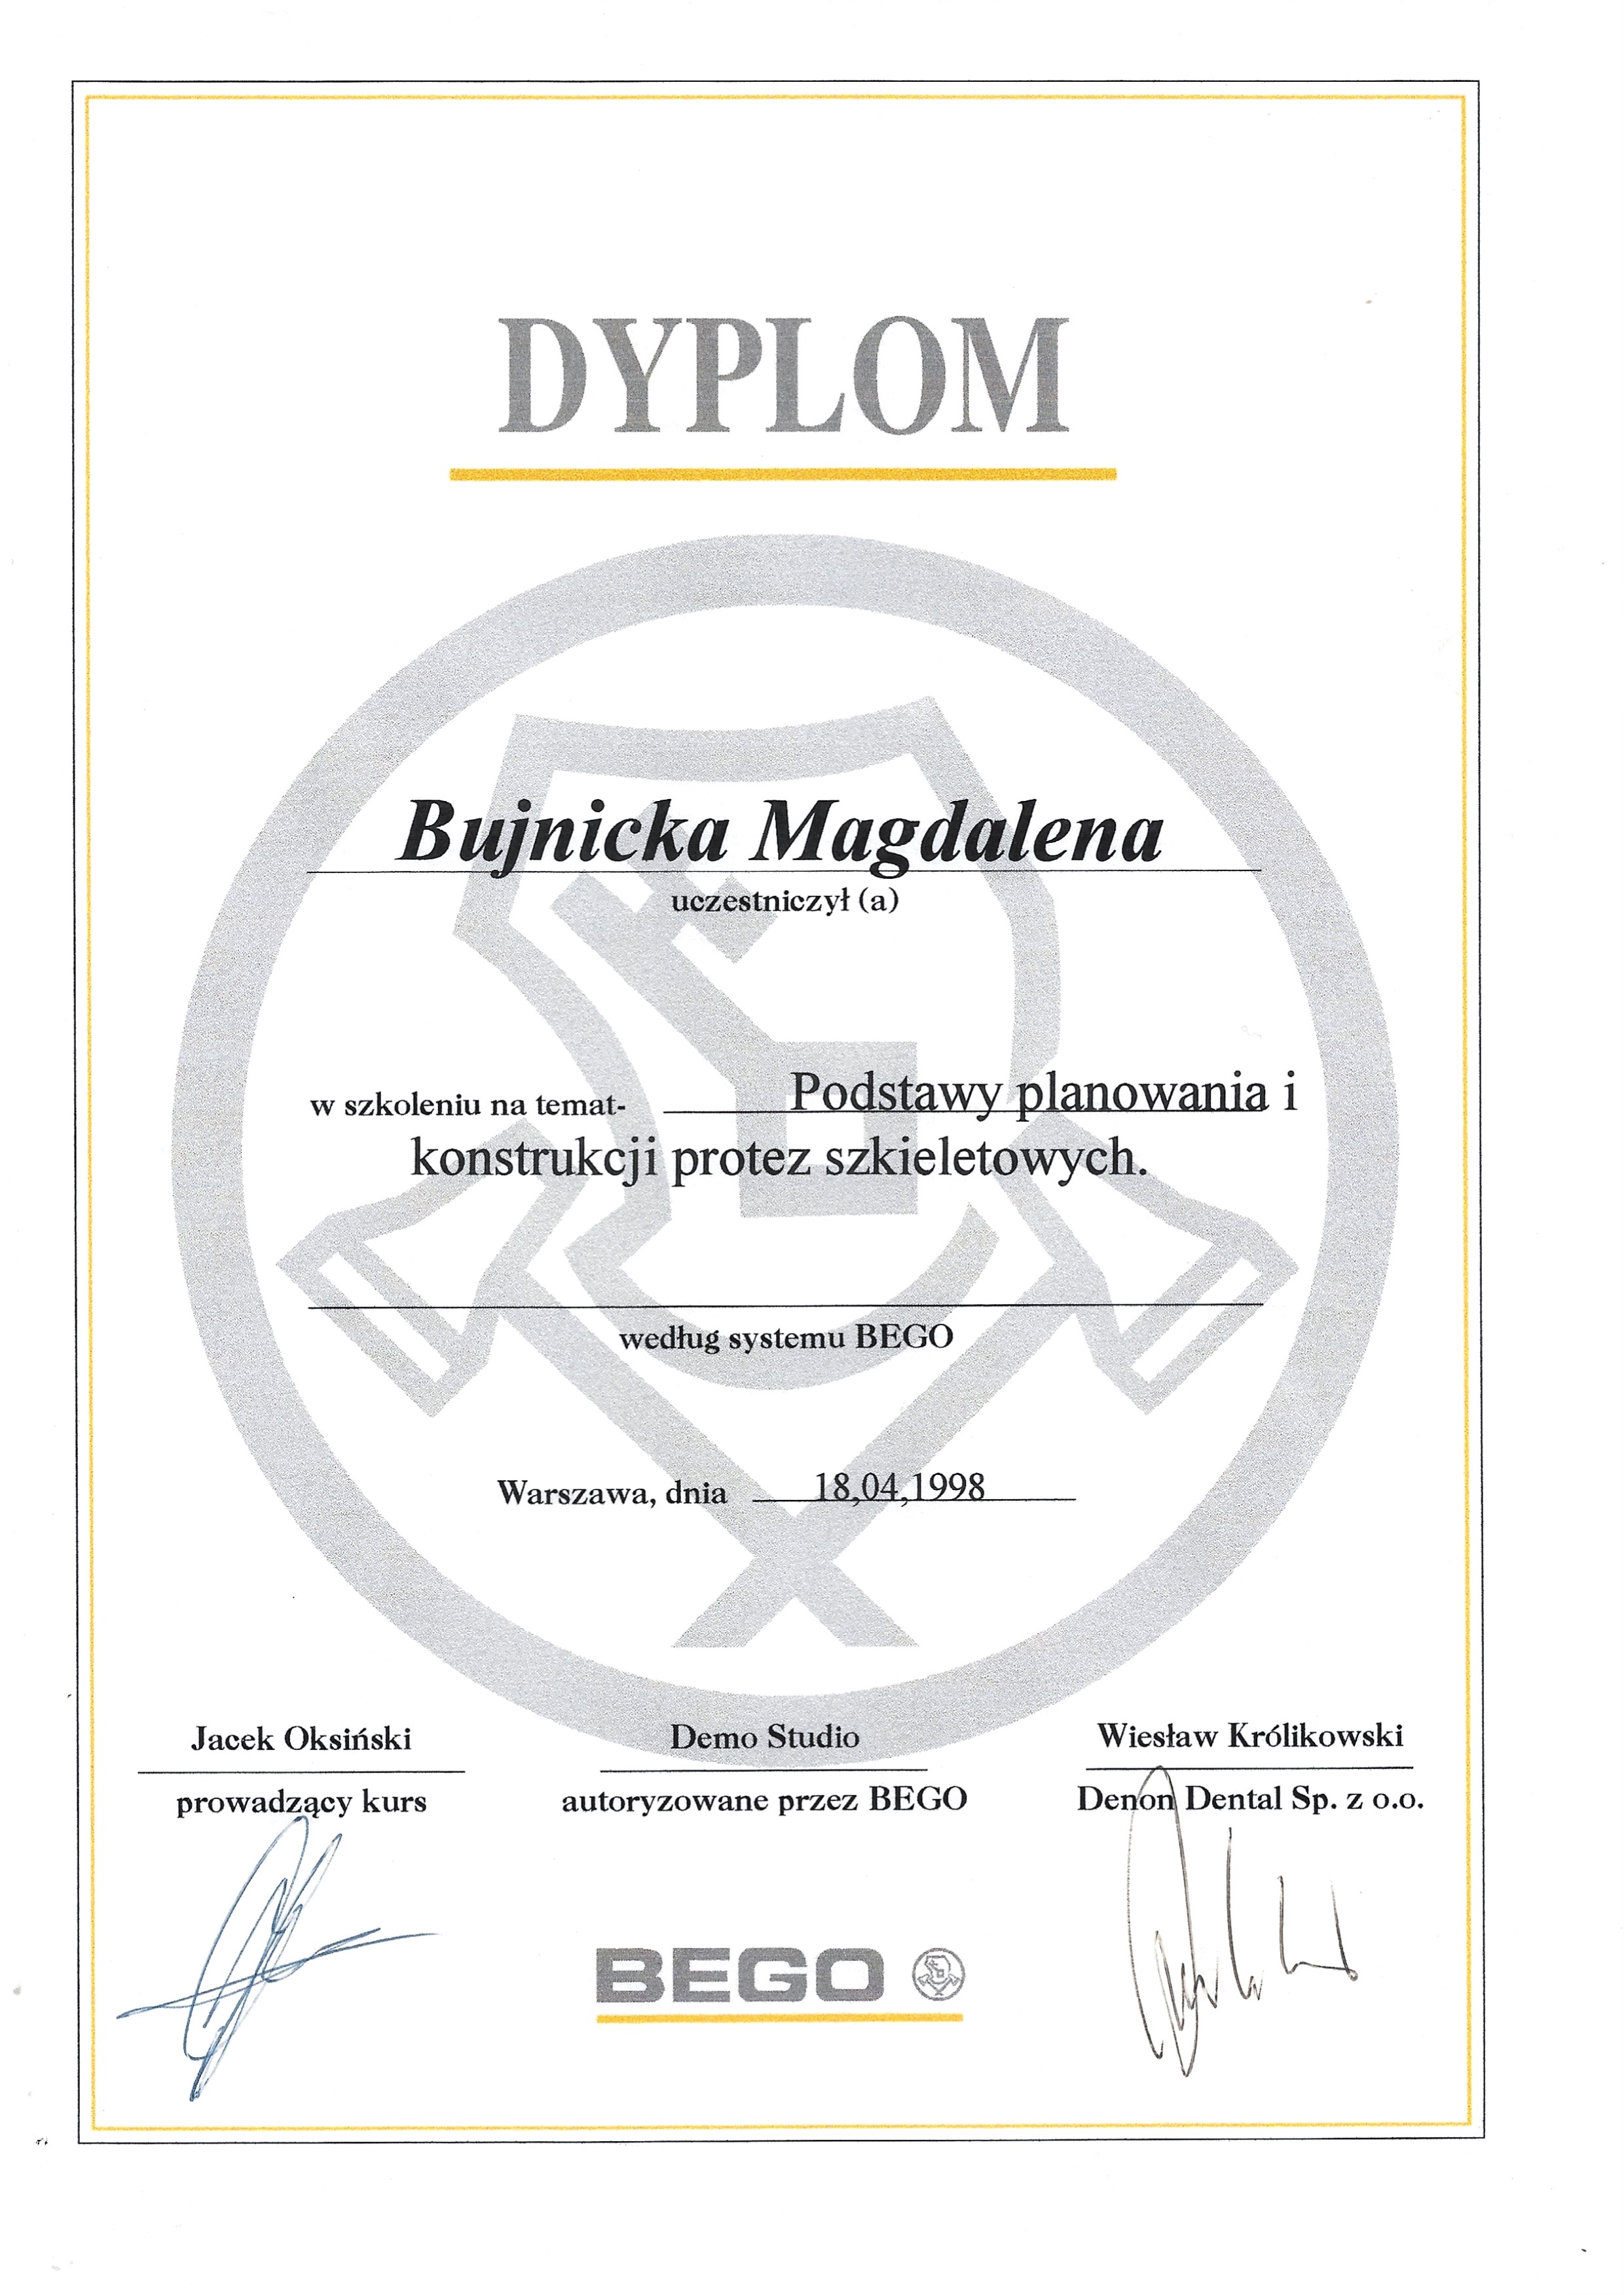 DYPLOM
Bujnicka Magdalena
uczestniczył (a)
w szkoleniu na temat- Podstawy planowania i
konstrukcji protez szkieletowych.
według systemu BEGO
Warszawa, dnia 18,04,1998
Jacek Oksiński Demo Studio Wiesław Królikowski
prowadzący kurs autoryzowane przez BEGO Denon Dental Sp. z o.o.
BEGO